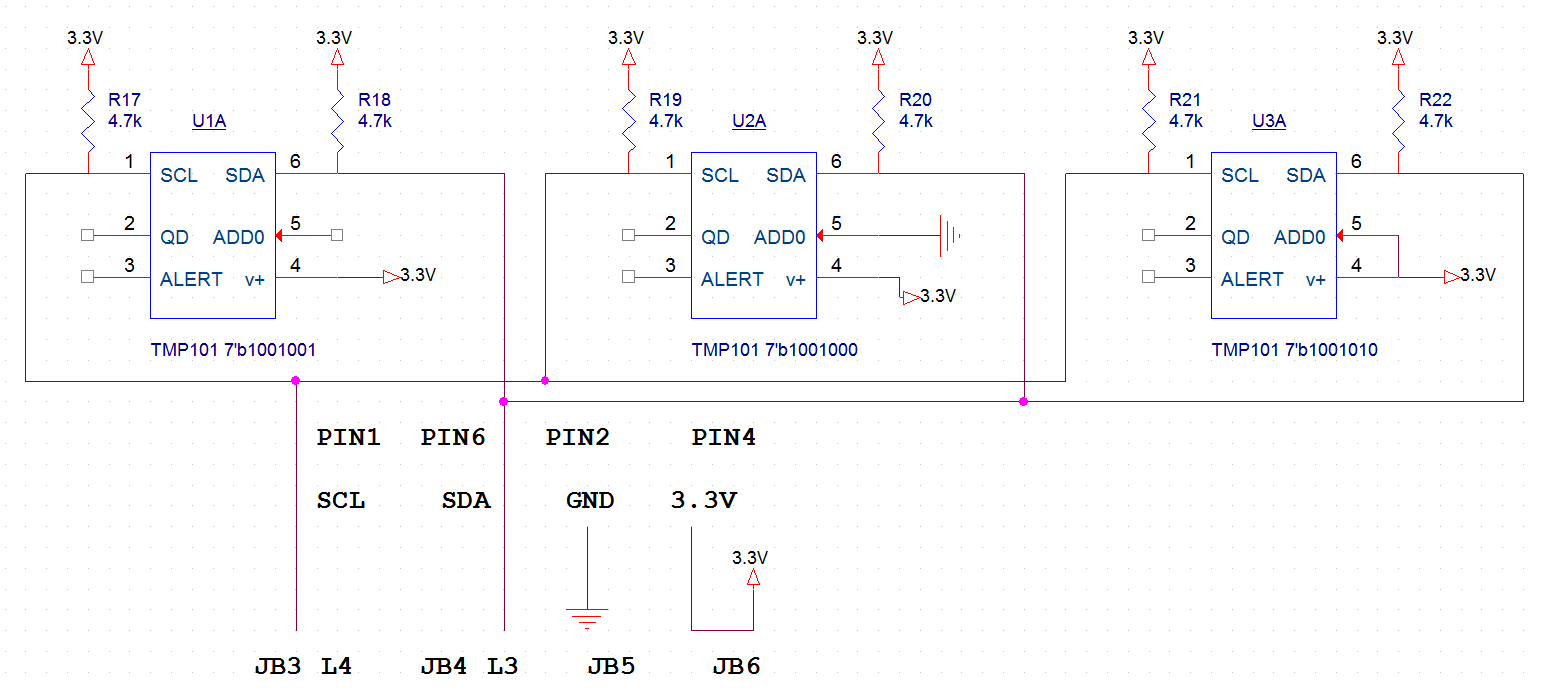 3.3V 3.3V 3.3V 3.3V 3.3V 3.3V
R17 R18 R19 R20 R21 R22
4.7k U1A 4.7k 4.7k U2A 4.7k 4.7k U3A 4.7k
1 6 1 6 1 6
SCL SDA SCL SDA SCL SDA
2 5 2 5 2 5
QD ADD0 QD ADD0 QD ADD0
3 4 3 4 3 4
ALERT v+ 3.3V ALERT v+ ALERT v+ 3.3V
3.3V
TMP101 7'b1001001 TMP101 7'b1001000 TMP101 7'b1001010
PIN1 PIN6 PIN2 PIN4
SCL SDA GND 3.3V
3.3V
JB3 L4 JB4 L3 JB5 JB6